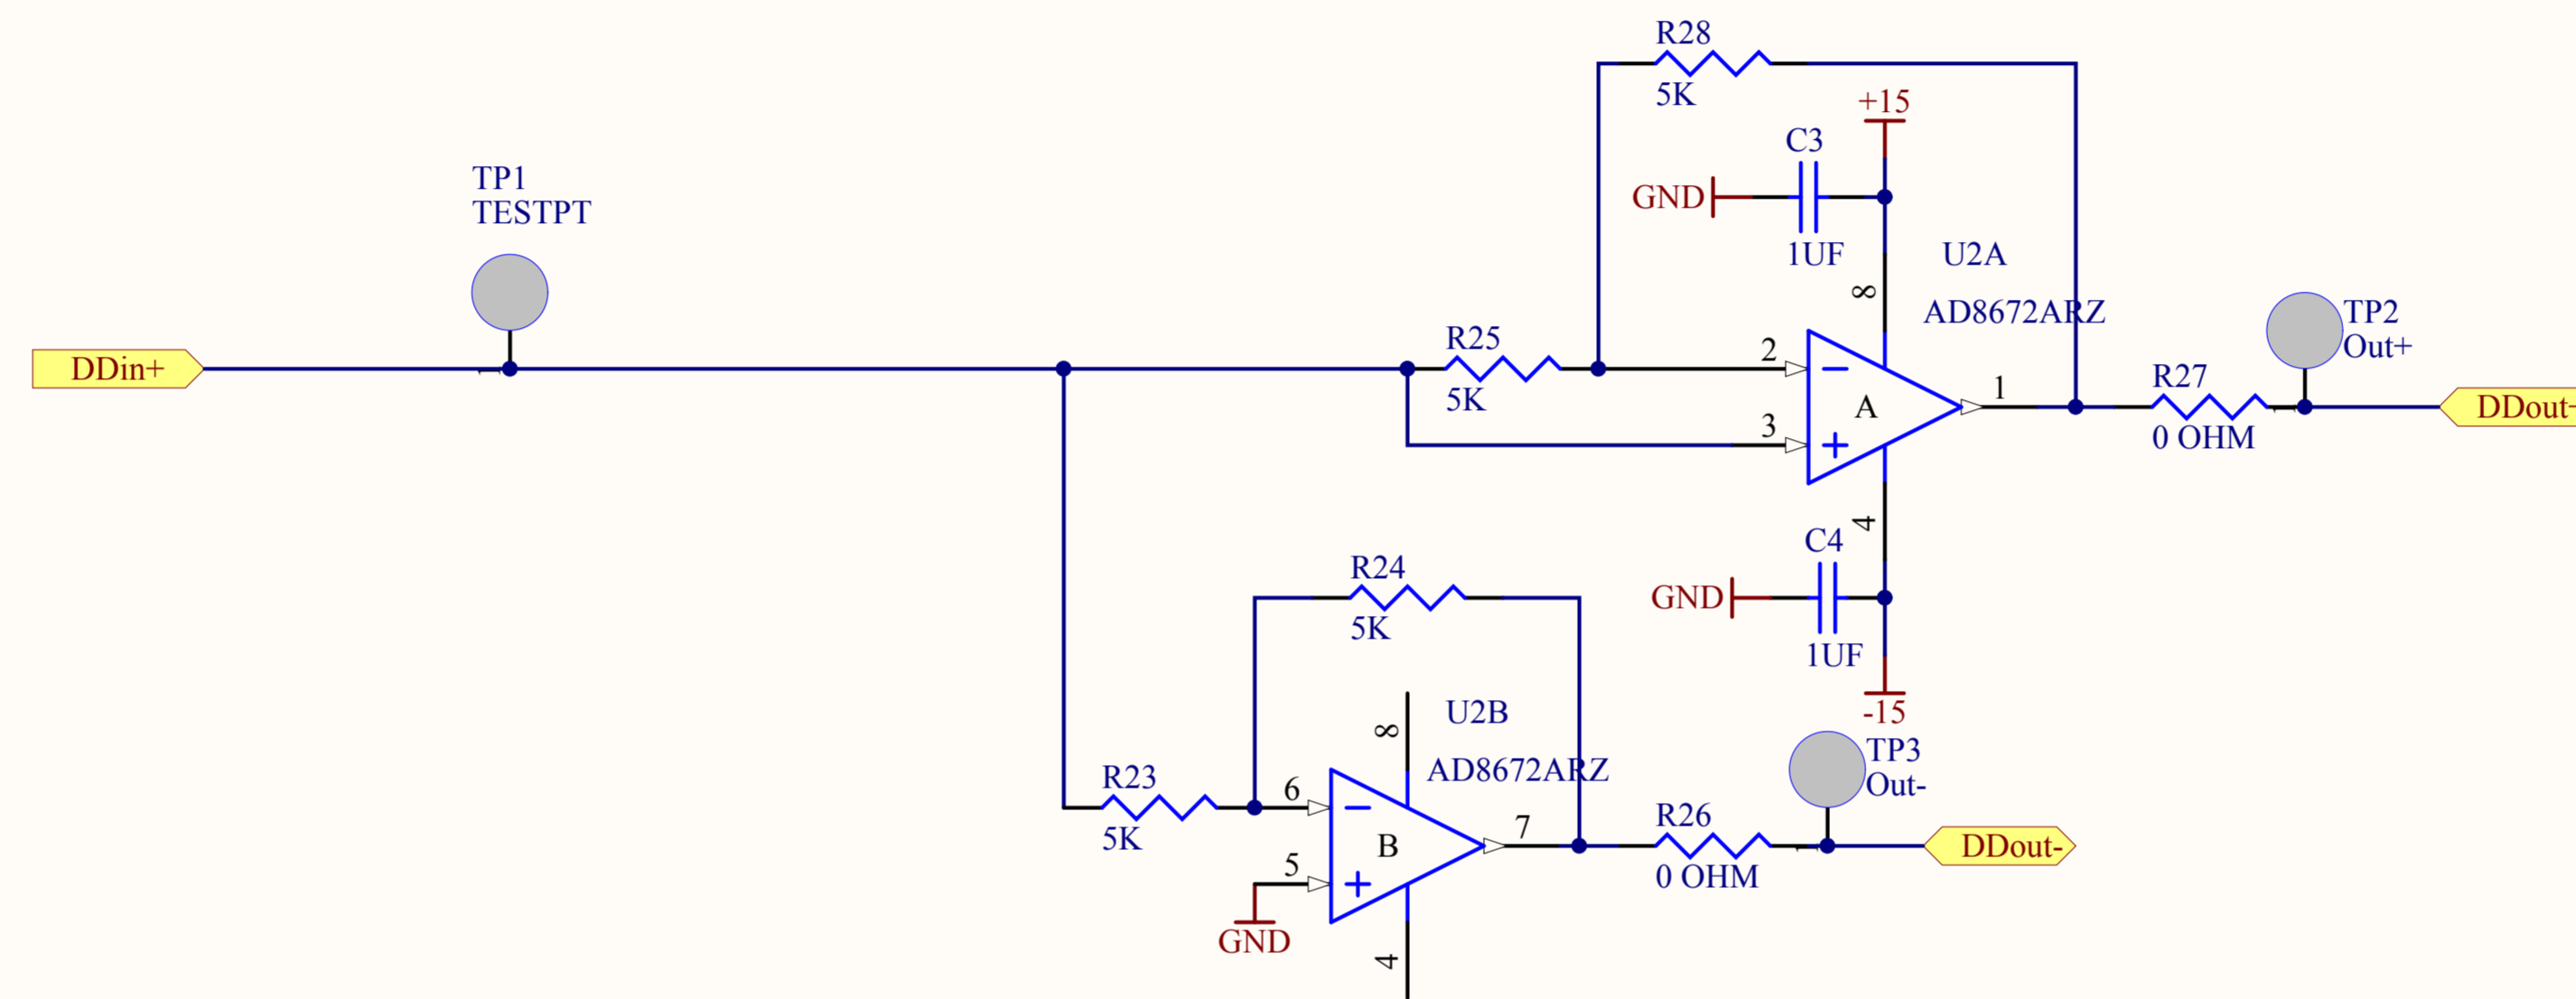 R28
5K
+15
C3
GND
1UF
TP1
TESTPT
U2A
8
AD8672ARZ
TP2
Out+
DDin+
R25
5K
2
3
A
1
R27
0 OHM
4
C4
GND
1UF
-15
R24
5K
8
U2B
AD8672ARZ
TP3
Out-
R23
5K
6
5
B
7
R26
0 OHM
DDout-
GND
4